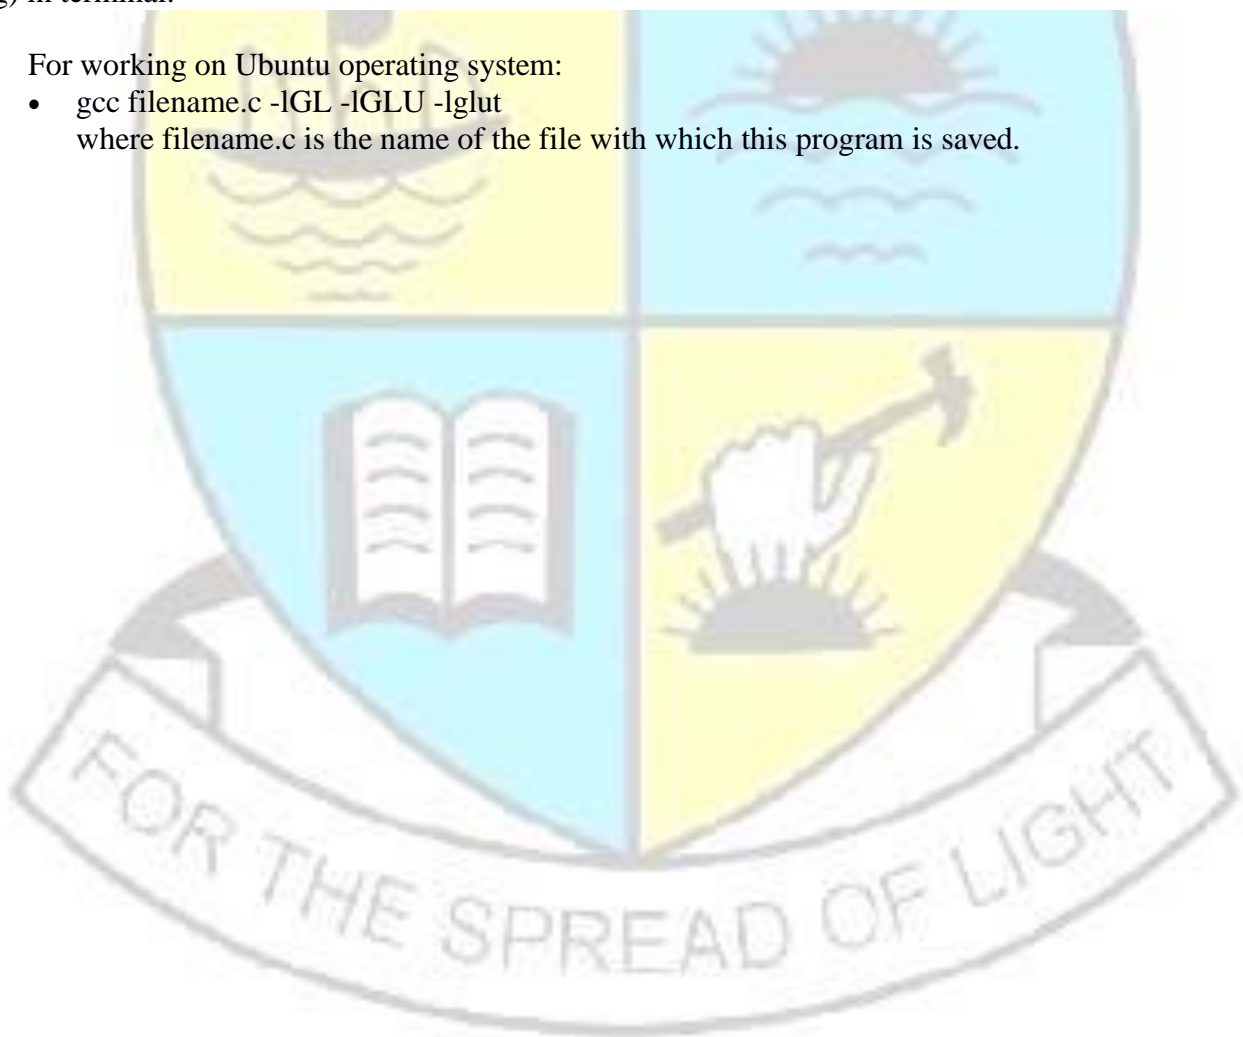 g) in terminal.
For working on Ubuntu operating system:
• gcc filename.c -lGL -lGLU -lglut
where filename.c is the name of the file with which this program is saved.
FOR THE SPREAD OF LIGHT